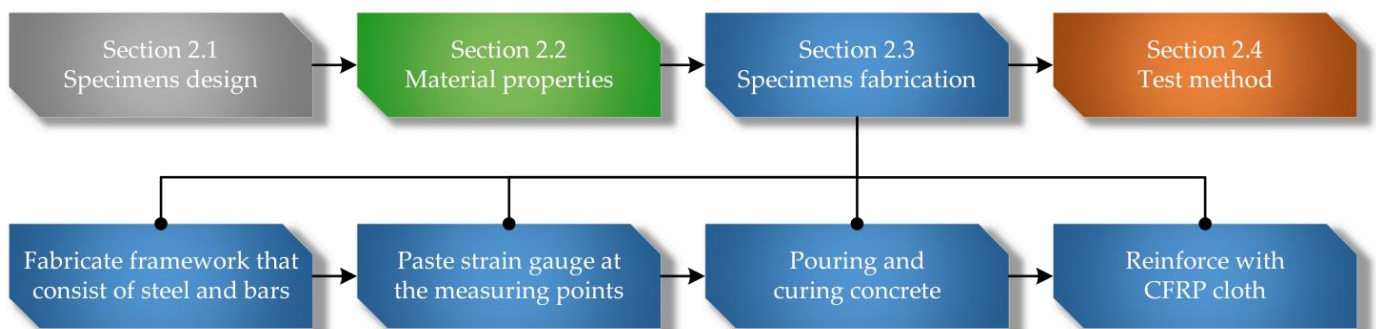 Section 2.1
Specimens design
Section 2.2
Material properties
Section 2.3
Specimens fabrication
Section 2.4
Test method
Fabricate framework that
consist of steel and bars
Paste strain gauge at
the measuring points
Pouring and
curing concrete
Reinforce with
CFRP cloth